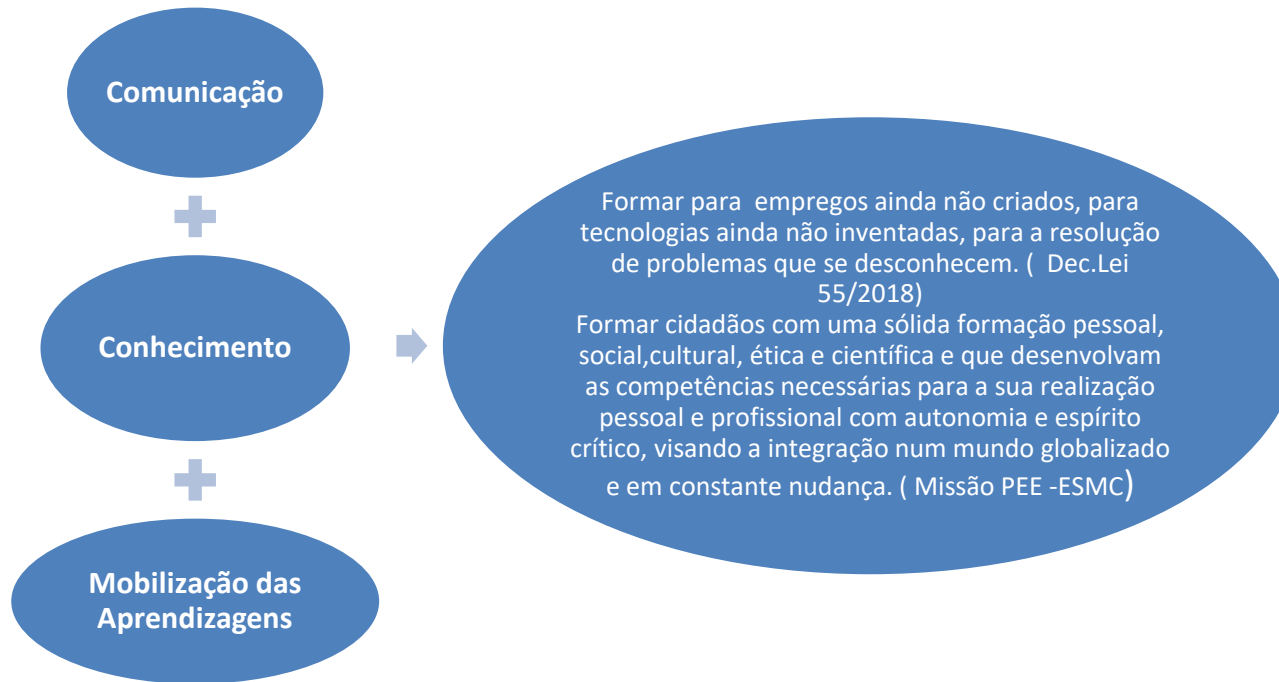 Comunicação
Conhecimento
Mobilização das
Aprendizagens
Formar para  empregos ainda não criados, para
tecnologias ainda não inventadas, para a resolução
de problemas que se desconhecem. (  Dec.Lei
55/2018)
Formar cidadãos com uma sólida formação pessoal,
social,cultural, ética e científica e que desenvolvam
as competências necessárias para a sua realização
pessoal e profissional com autonomia e espírito
crítico, visando a integração num mundo globalizado
e em constante nudança. ( Missão PEE -ESMC)